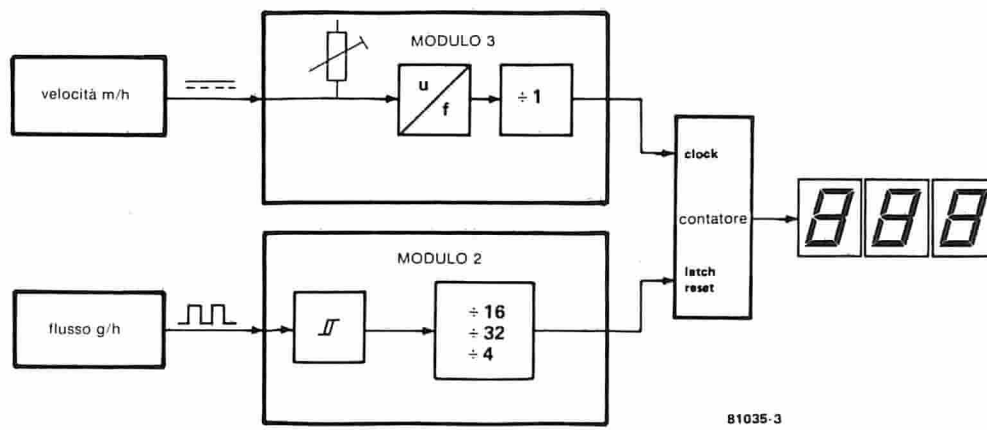 MODULO 3
velocità m/h
u
f
÷ 1
clock
contatore
latch
reset
MODULO 2
flusso g/h
÷ 16
÷ 32
÷ 4
81035-3